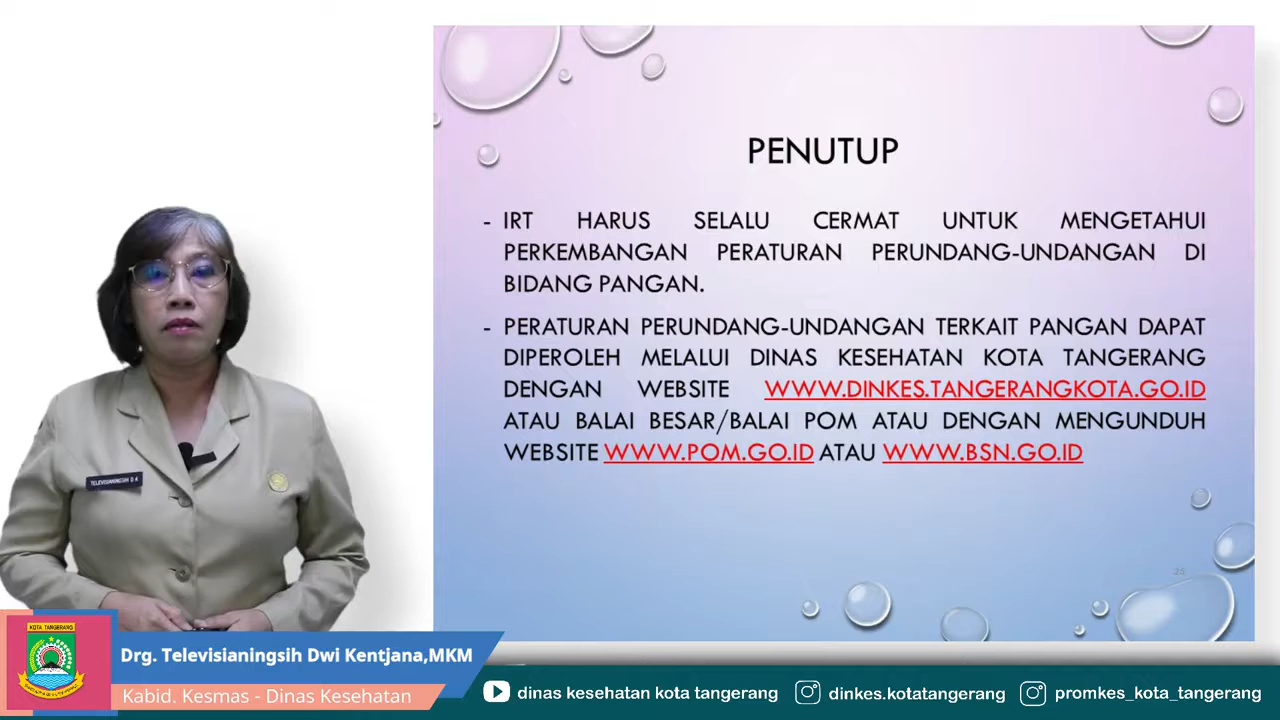 PENUTUP
- IRT HARUS SELALU CERMAT UNTUK MENGETAHUI
PERKEMBANGAN PERATURAN PERUNDANG-UNDANGAN DI
BIDANG PANGAN.
- PERATURAN PERUNDANG-UNDANGAN TERKAIT PANGAN DAPAT
DIPEROLEH MELALUI DINAS KESEHATAN KOTA TANGERANG
DENGAN WEBSITE WWW.DINKES.TANGERANGKOTA.GO.ID
ATAU BALAI BESAR/BALAI POM ATAU DENGAN MENGUNDUH
WEBSITE WWW.POM.GO.ID ATAU WWW.BSN.GO.ID
TELEVISIANINGSIH D K
KOTA TANGERANG
Drg. Televisianingsih Dwi Kentjana,MKM
Kabid. Kesmas - Dinas Kesehatan
dinas kesehatan kota tangerang
dinkes.kotatangerang
promkes_kota_tangerang